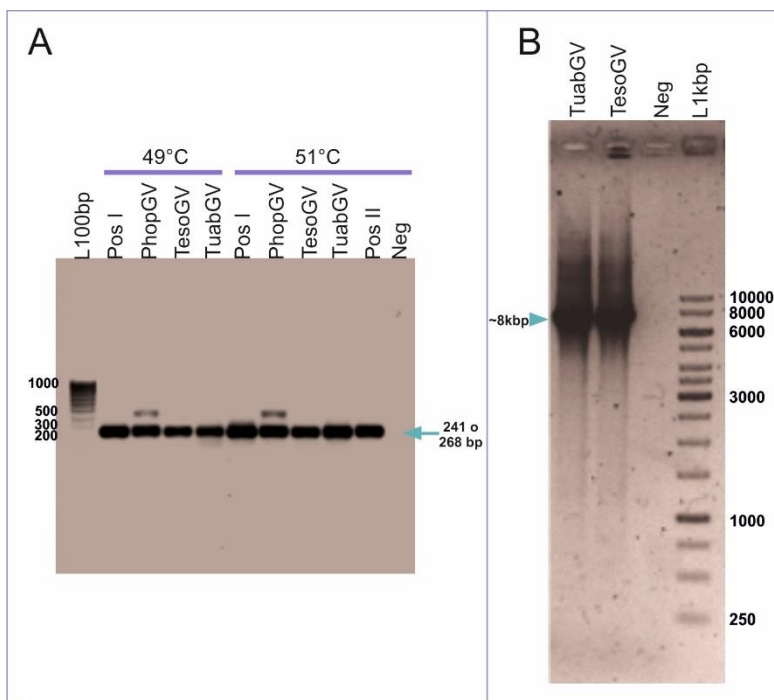 A
49°C 51°C
L100bp Pos I PhopGV TesoGV TuabGV Pos I PhopGV TesoGV TuabGV Pos II Neg
1000
500
300
200
241 o
268 bp
B
TuabGV TesoGV Neg L1kbp
~8kbp
10000
8000
6000
3000
1000
250